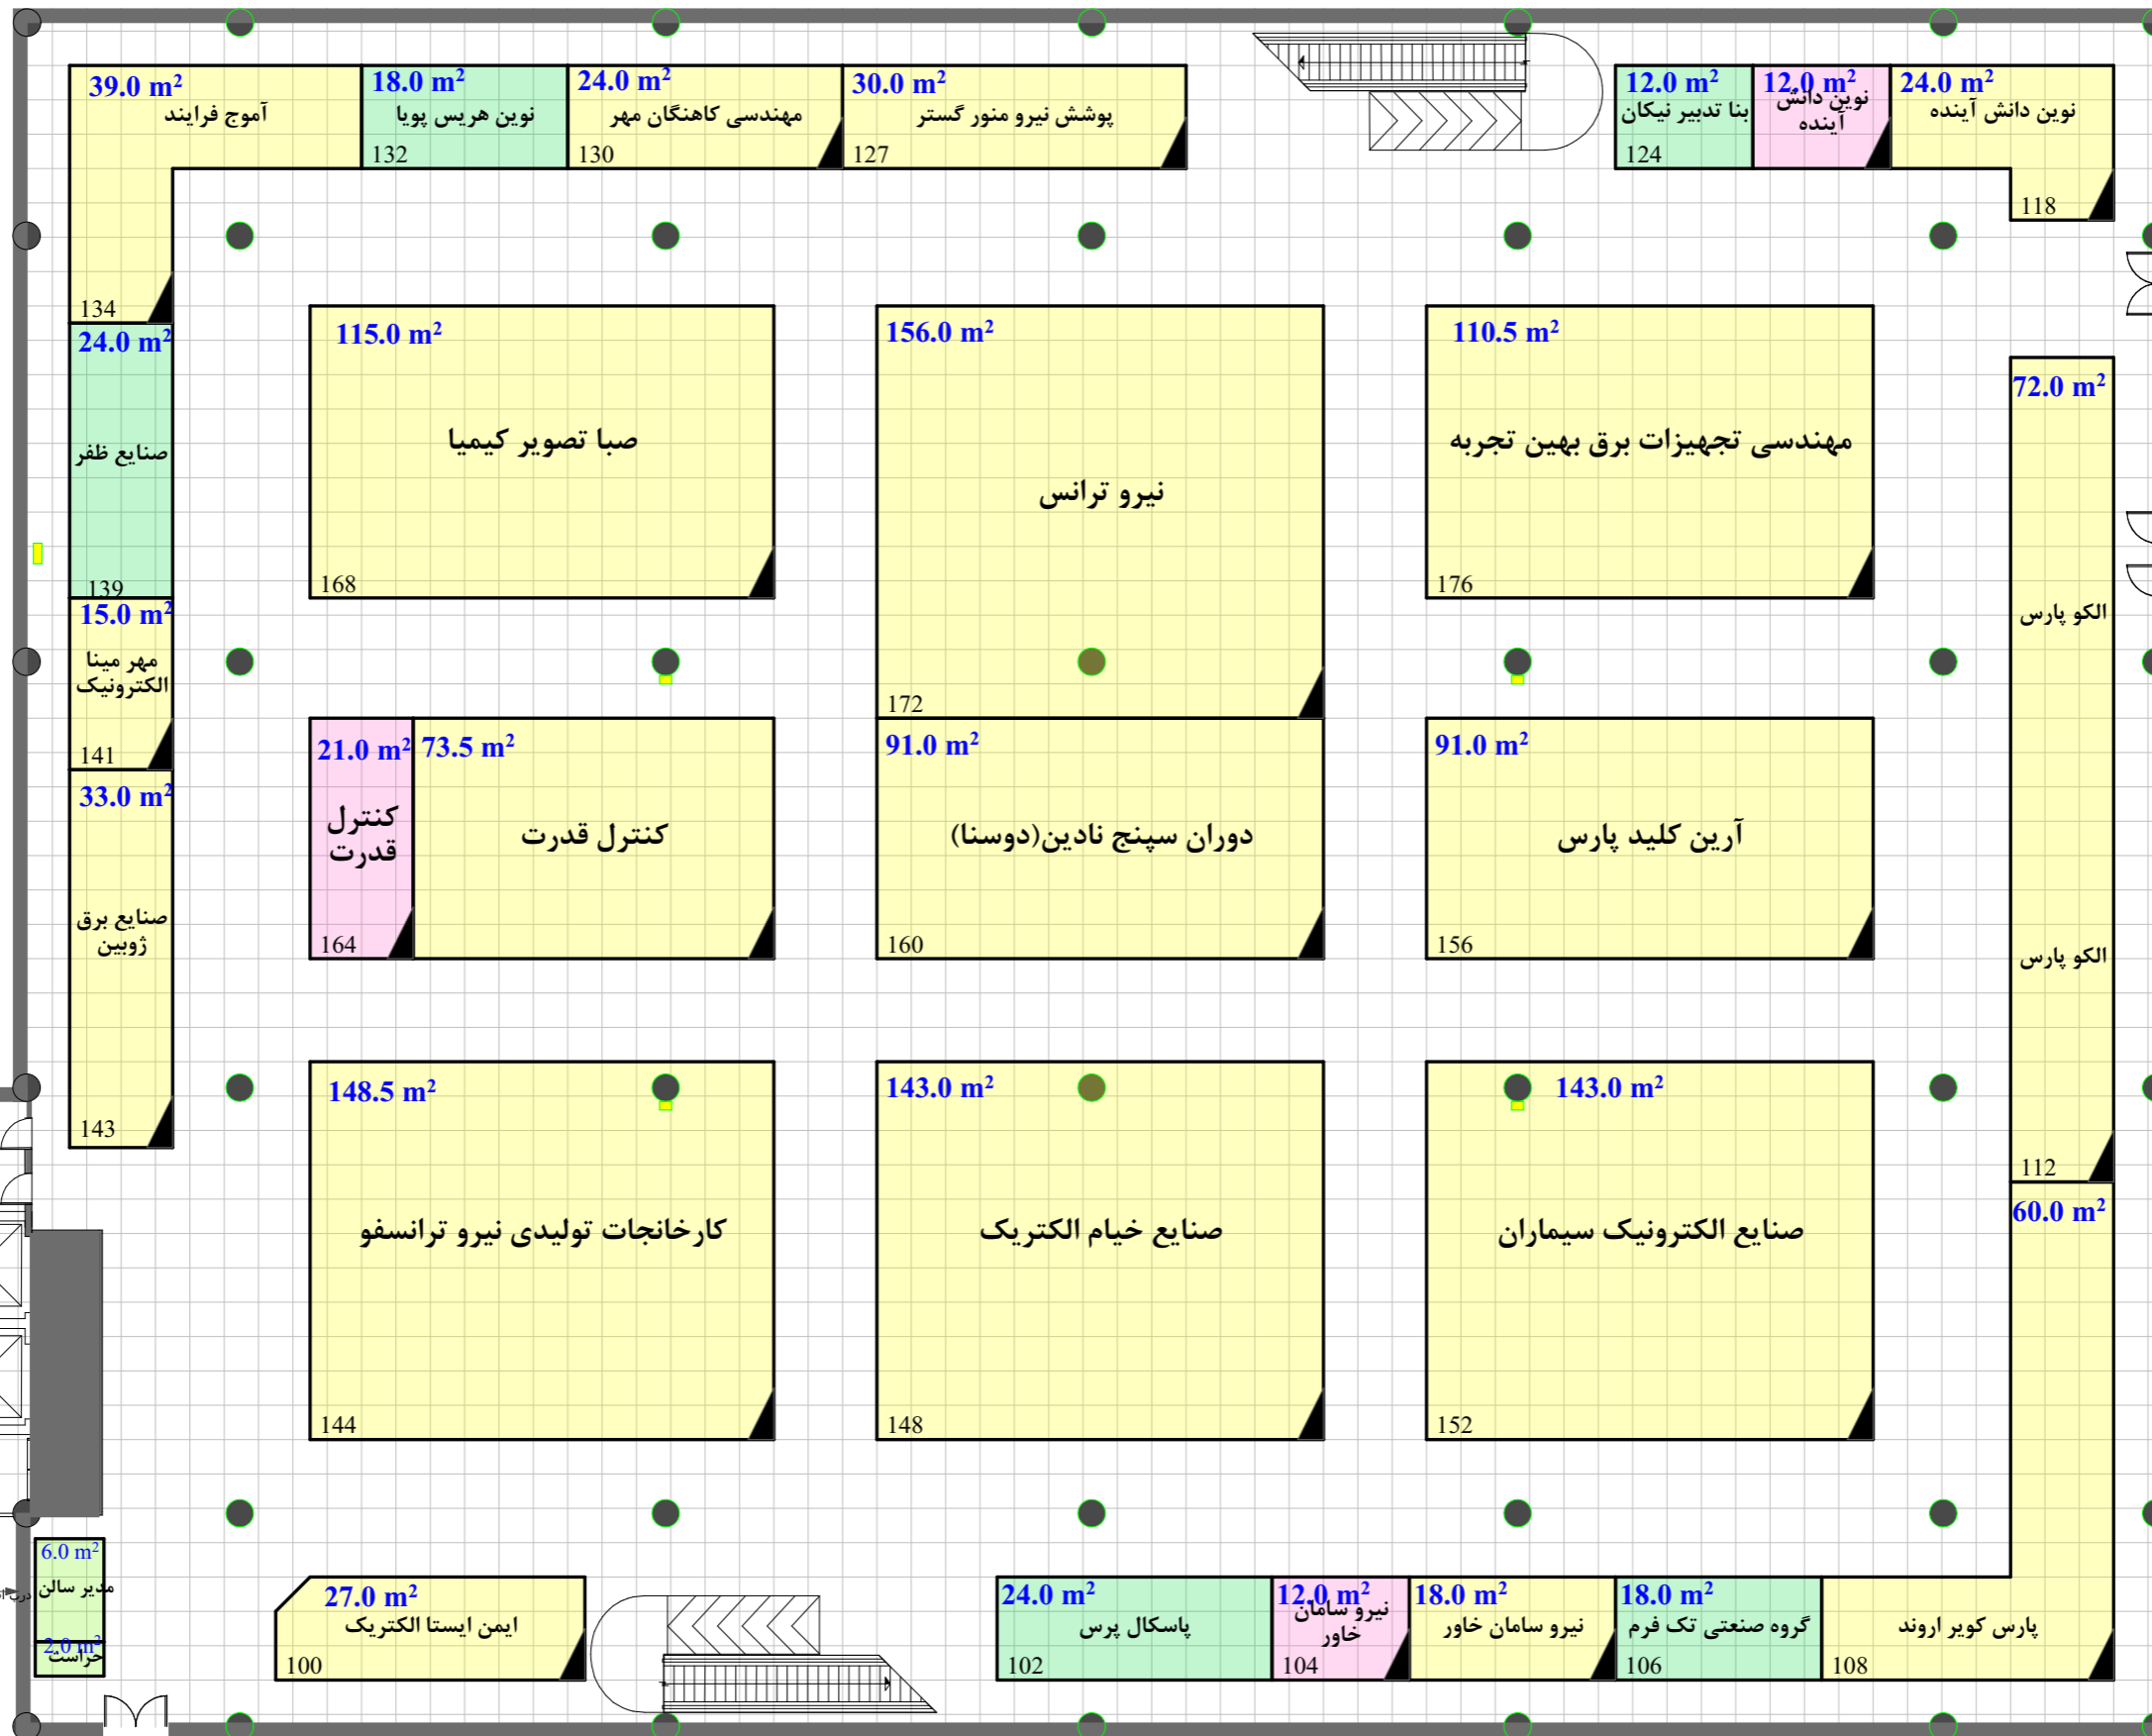 39.0 m²
آموج فرایند
134
18.0 m²
نوین هریس پویا
132
24.0 m²
مهندسی کاهنگان مهر
130
30.0 m²
پوشش نیرو منور گستر
127
12.0 m²
بنا تدبیر نیکان
124
12.0 m²
نوین دانش
آینده
24.0 m²
نوین دانش آینده
118
24.0 m²
صنایع ظفر
139
15.0 m²
مهر مینا
الکترونیک
141
33.0 m²
صنایع برق
ژوبین
143
115.0 m²
صبا تصویر کیمیا
168
156.0 m²
نیرو ترانس
172
110.5 m²
مهندسی تجهیزات برق بهین تجربه
176
72.0 m²
الکو پارس
الکو پارس
112
21.0 m²
کنترل
قدرت
164
73.5 m²
کنترل قدرت
91.0 m²
دوران سپنج نادین(دوسنا)
160
91.0 m²
آرین کلید پارس
156
148.5 m²
کارخانجات تولیدی نیرو ترانسفو
144
143.0 m²
صنایع خیام الکتریک
148
143.0 m²
صنایع الکترونیک سیماران
152
60.0 m²
پارس کویر اروند
108
6.0 m²
مدیر سالن
2.0 m²
حراست
27.0 m²
ایمن ایستا الکتریک
100
24.0 m²
پاسکال پرس
102
12.0 m²
نیرو سامان
خاور
104
18.0 m²
نیرو سامان خاور
18.0 m²
گروه صنعتی تک فرم
106